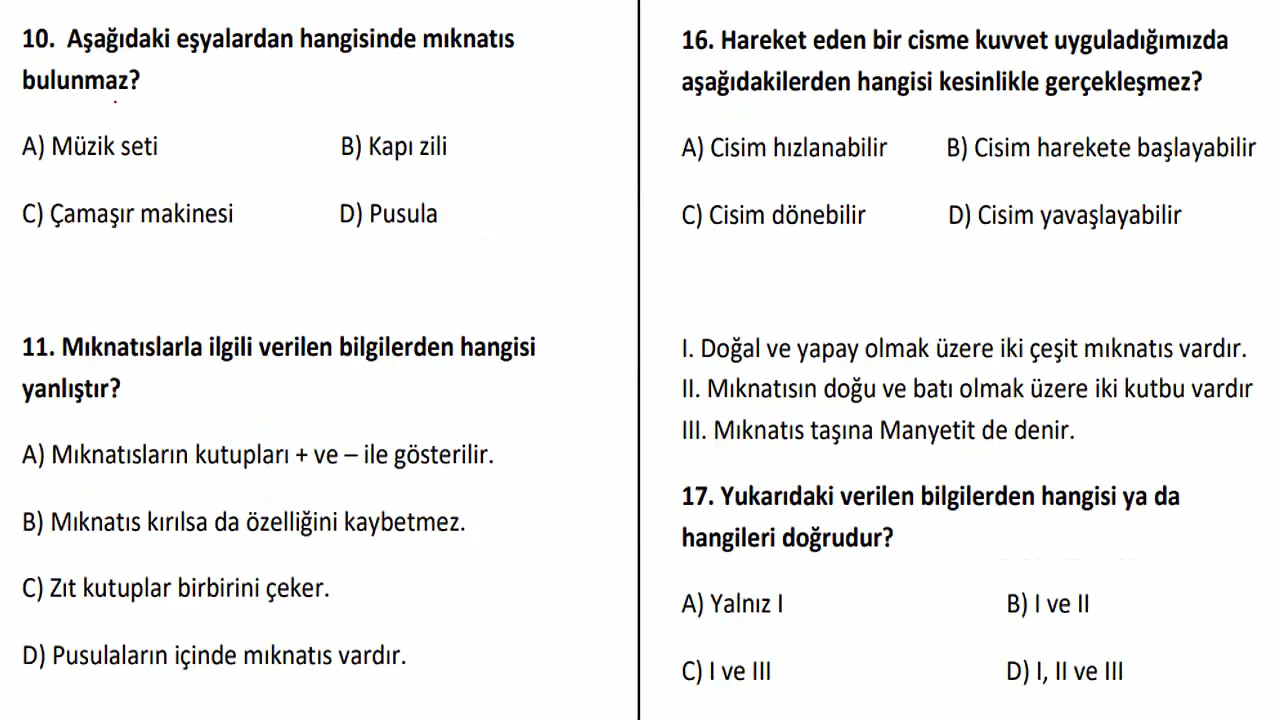 10. Aşağıdaki eşyalardan hangisinde mıknatıs
bulunmaz?
A) Müzik seti B) Kapı zili
C) Çamaşır makinesi D) Pusula
11. Mıknatıslarla ilgili verilen bilgilerden hangisi
yanlıştır?
A) Mıknatısların kutupları + ve – ile gösterilir.
B) Mıknatıs kırılsa da özelliğini kaybetmez.
C) Zıt kutuplar birbirini çeker.
D) Pusulaların içinde mıknatıs vardır.
16. Hareket eden bir cisme kuvvet uyguladığımızda
aşağıdakilerden hangisi kesinlikle gerçekleşmez?
A) Cisim hızlanabilir B) Cisim harekete başlayabilir
C) Cisim dönebilir D) Cisim yavaşlayabilir
I. Doğal ve yapay olmak üzere iki çeşit mıknatıs vardır.
II. Mıknatısın doğu ve batı olmak üzere iki kutbu vardır
III. Mıknatıs taşına Manyetit de denir.
17. Yukarıdaki verilen bilgilerden hangisi ya da
hangileri doğrudur?
A) Yalnız I B) I ve II
C) I ve III D) I, II ve III